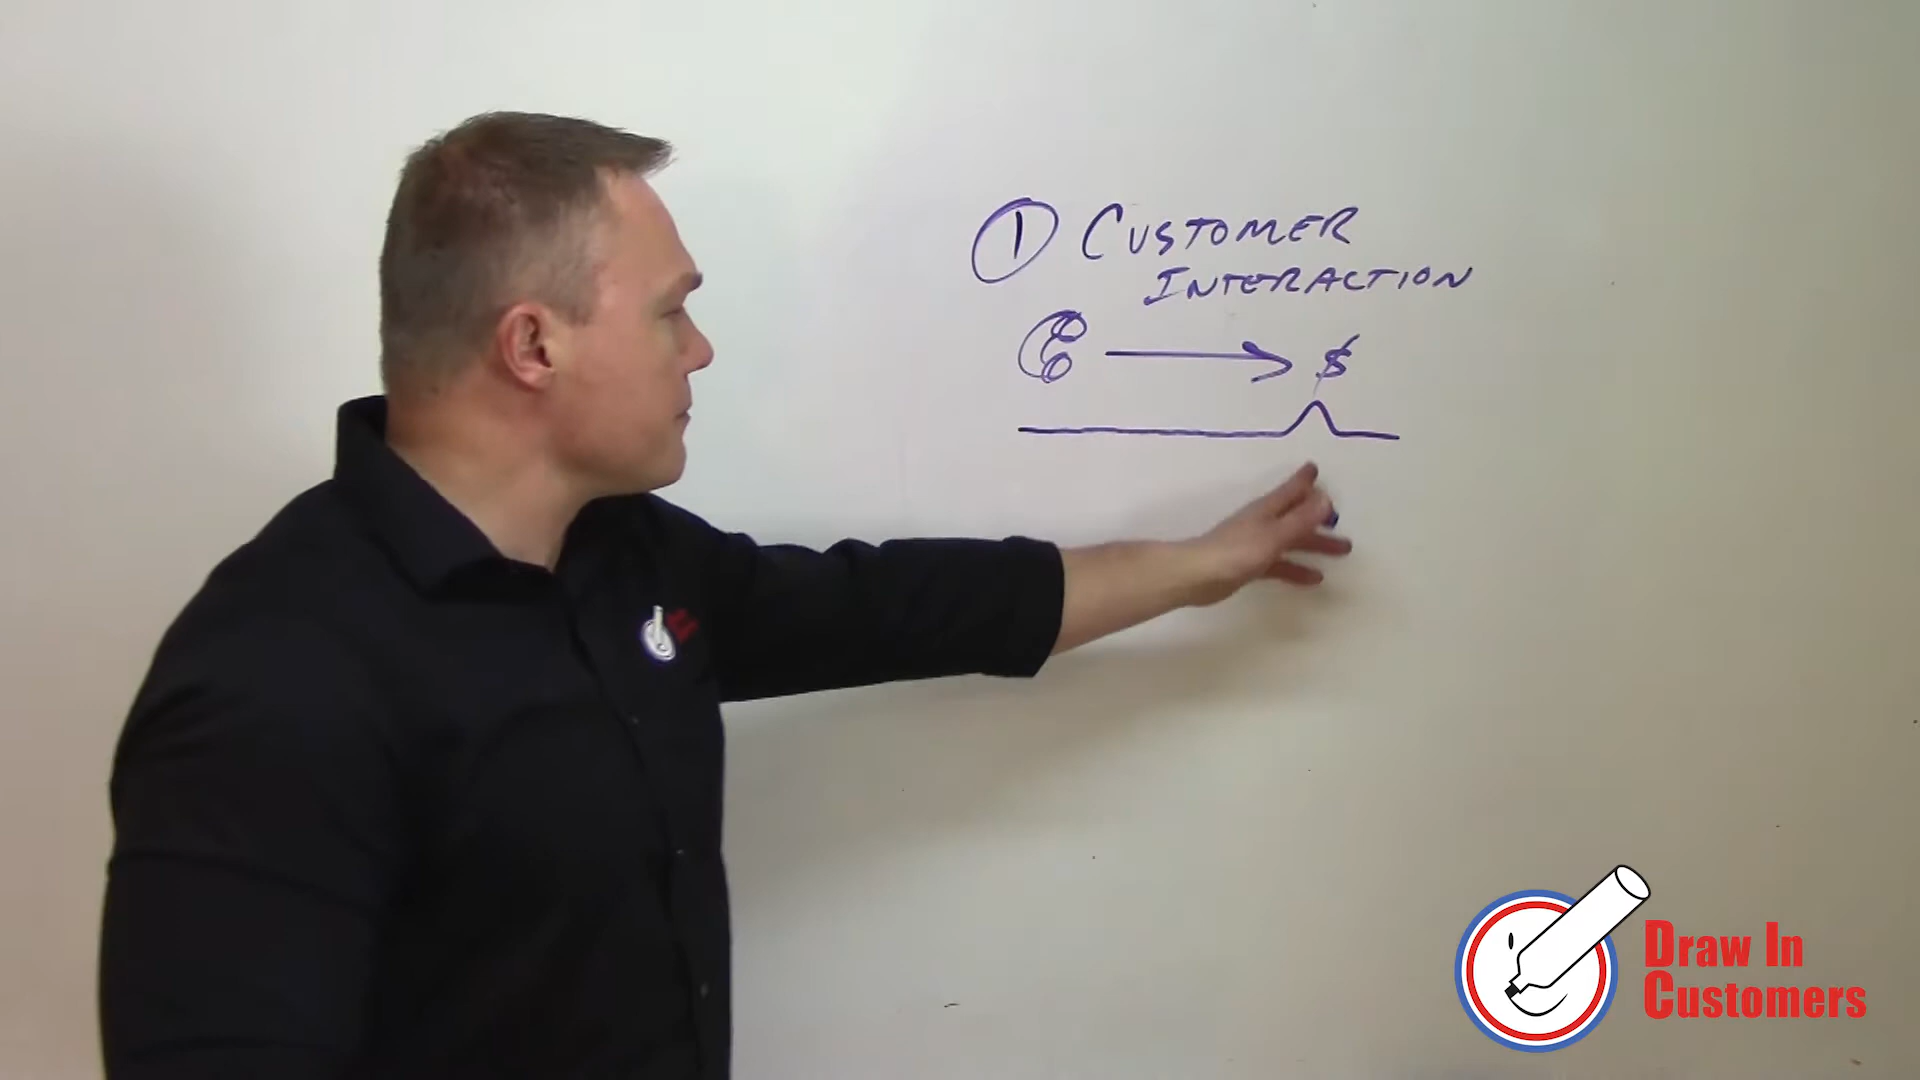 1 CUSTOMER
INTERACTION
$
Draw In
Customers